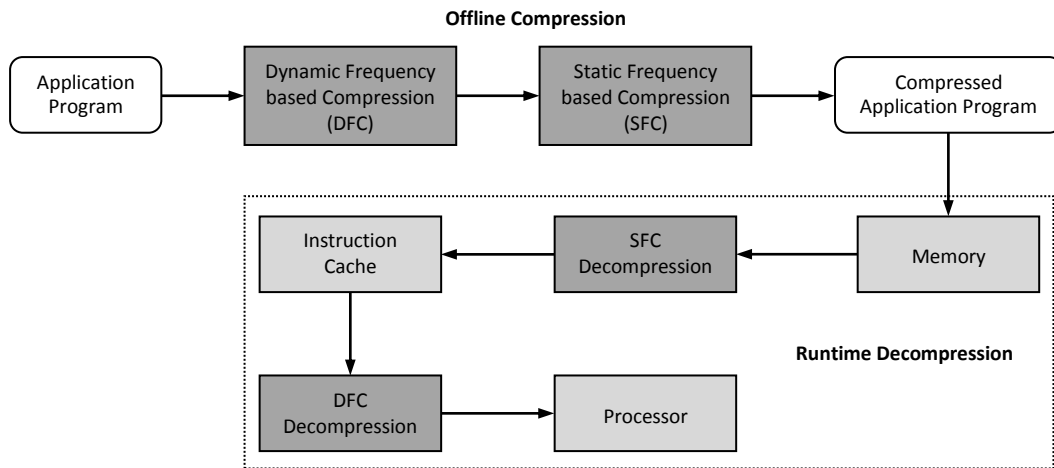 Offline Compression
Application
Program
Dynamic Frequency
based Compression
(DFC)
Static Frequency
based Compression
(SFC)
Compressed
Application Program
Instruction
Cache
SFC
Decompression
Memory
Runtime Decompression
DFC
Decompression
Processor